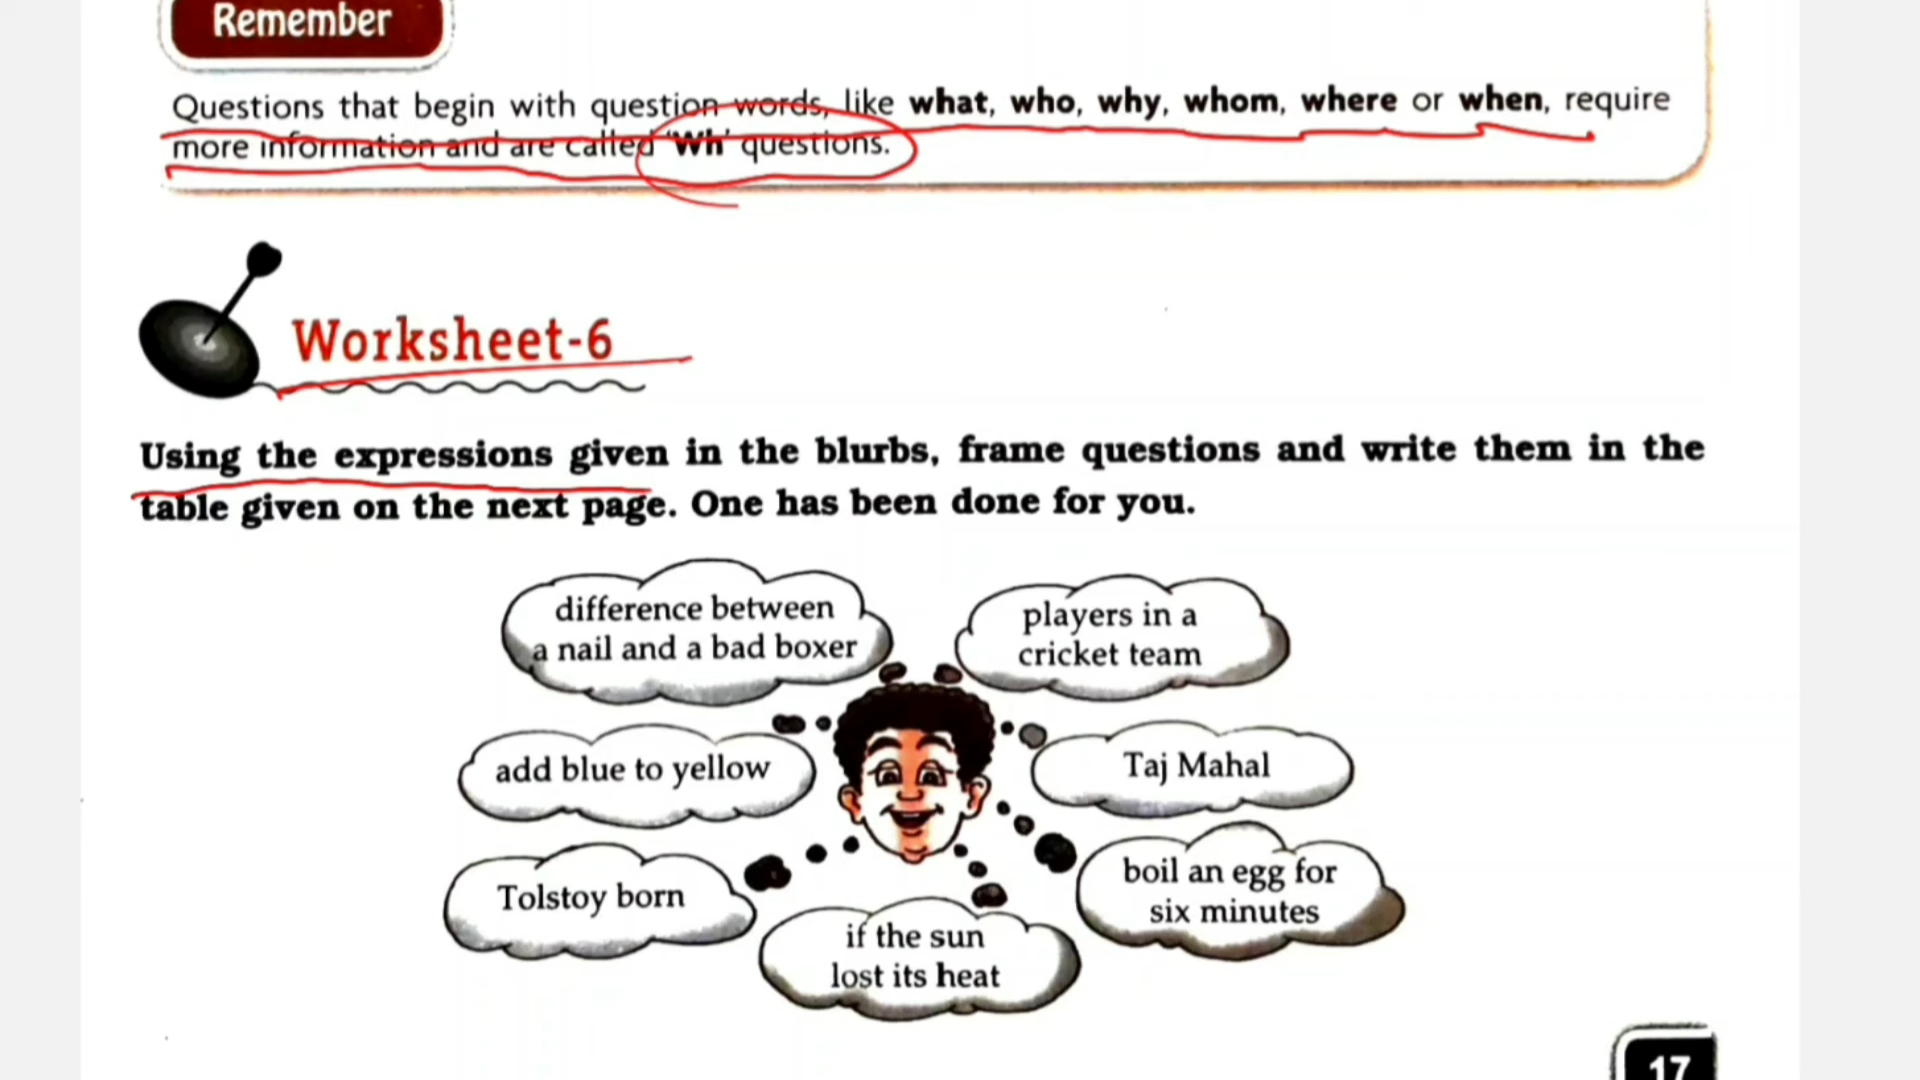 Remember
Questions that begin with question words, like what, who, why, whom, where or when, require
more information and are called 'Wh' questions.
Worksheet-6
Using the expressions given in the blurbs, frame questions and write them in the
table given on the next page. One has been done for you.
difference between
a nail and a bad boxer
players in a
cricket team
add blue to yellow
Taj Mahal
Tolstoy born
boil an egg for
six minutes
if the sun
lost its heat
17